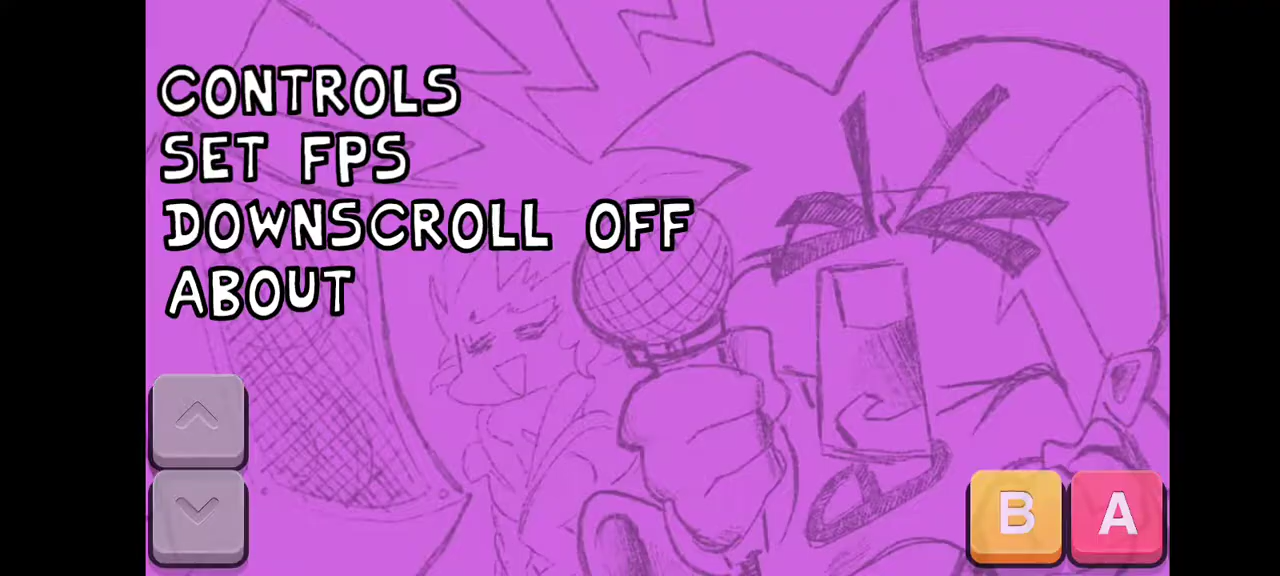 CONTROLS
SET FPS
DOWNSCROLL OFF
ABOUT
B A